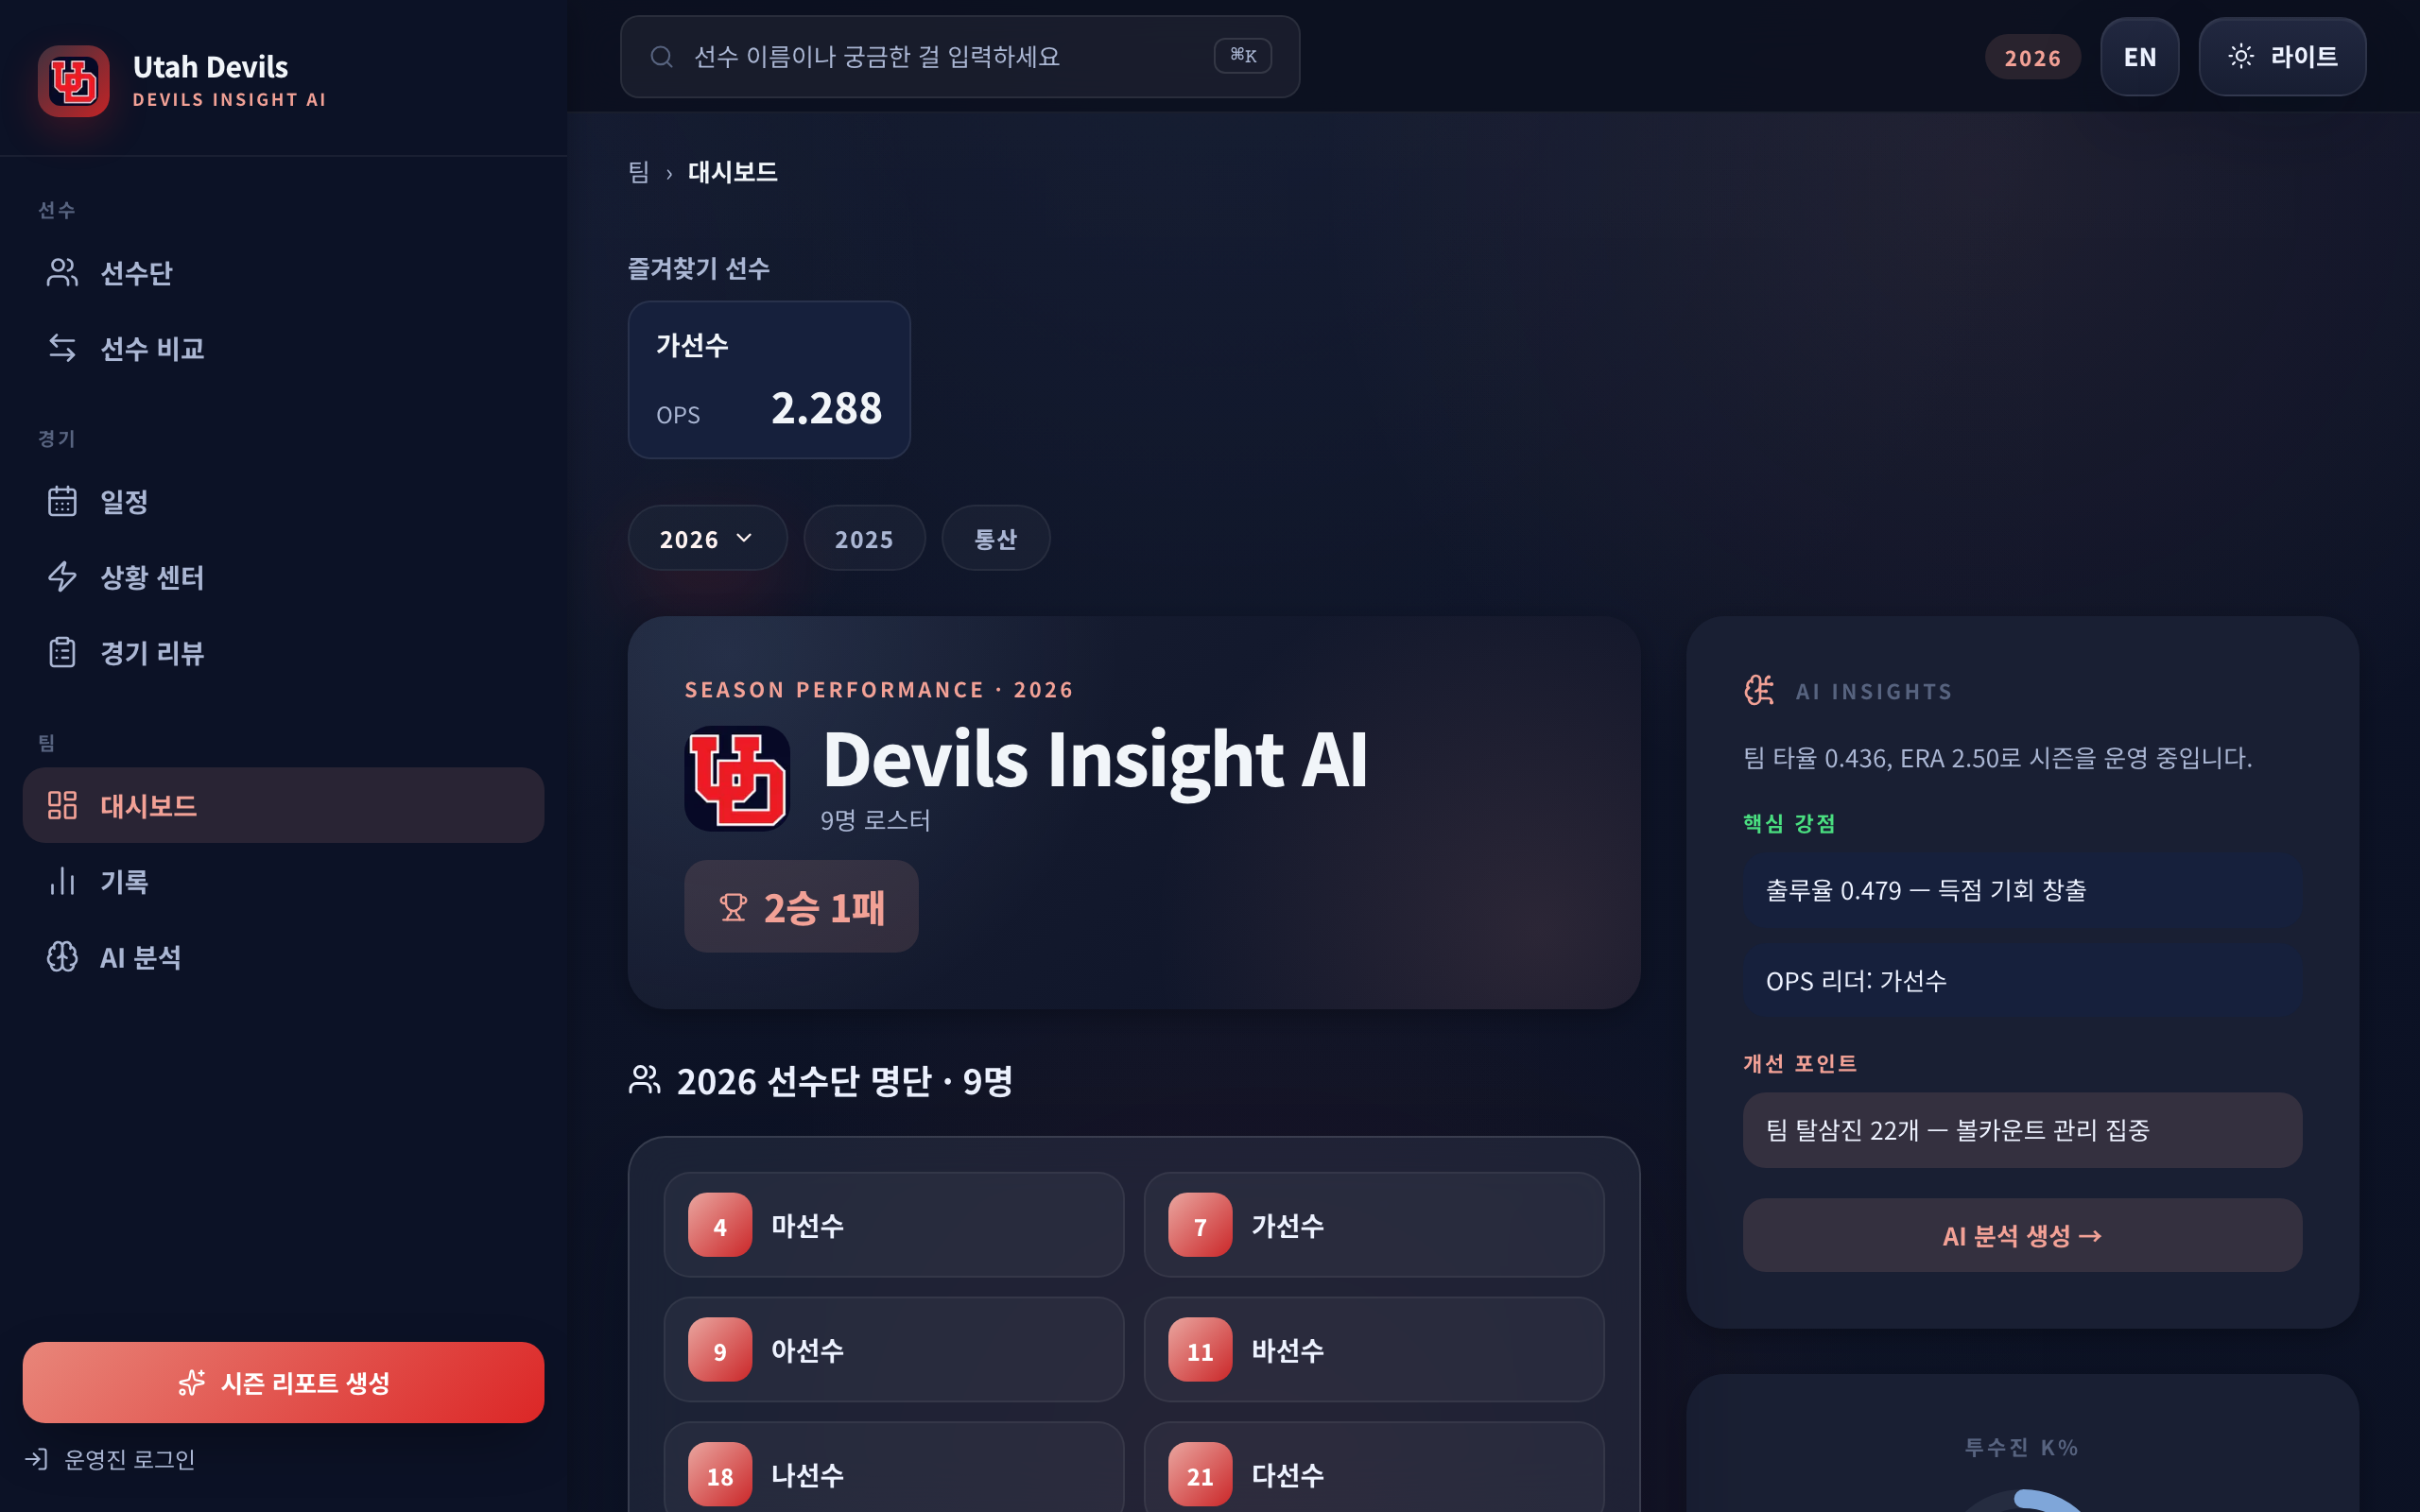 Utah Devils
DEVILS INSIGHT AI
선수
선수단
선수 비교
경기
일정
상황 센터
경기 리뷰
팀
대시보드
기록
AI 분석
시즌 리포트 생성
운영진 로그인
선수 이름이나 궁금한 걸 입력하세요
⌘K
2026
EN
라이트
팀 › 대시보드
즐겨찾기 선수
가선수
OPS 2.288
2026
2025
통산
SEASON PERFORMANCE · 2026
Devils Insight AI
9명 로스터
2승 1패
2026 선수단 명단 · 9명
4 마선수
7 가선수
9 아선수
11 바선수
18 나선수
21 다선수
AI INSIGHTS
팀 타율 0.436, ERA 2.50로 시즌을 운영 중입니다.
핵심 강점
출루율 0.479 — 득점 기회 창출
OPS 리더: 가선수
개선 포인트
팀 탈삼진 22개 — 볼카운트 관리 집중
AI 분석 생성 →
투수진 K%